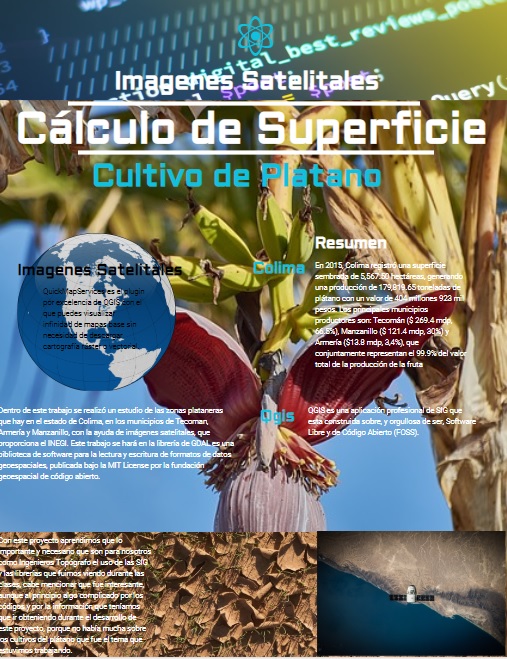 wp_
digital_best_reviews_post
$post = $post;
Query(
Imagenes Satelitales
Cálculo de Superficie
Cultivo de Platano
Resumen
En 2015, Colima registró una superficie
sembrada de 5,567.50 hectáreas, generando
una producción de 179,819.65 toneladas de
plátano con un valor de 404 millones 923 mil
pesos. Los principales municipios
productores son: Tecomán ($ 269.4 mdp,
66.6%), Manzanillo ($ 121.4 mdp, 30%) y
Armería ($13.8 mdp, 3,4%), que
conjuntamente representan el 99.9% del valor
total de la producción de la fruta
Colima
Imagenes Satelitales
QuickMapServices es el plugin
por excelencia de QGIS con el
que puedes visualizar
infinidad de mapas base sin
necesidad de descargar
cartografía ráster o vectorial.
Dentro de este trabajo se realizó un estudio de las zonas plataneras
que hay en el estado de Colima, en los municipios de Tecoman,
Armería y Manzanillo, con la ayuda de imágenes satelitales, que
proporciona el INEGI. Este trabajo se hará en la librería de GDAL es una
biblioteca de software para la lectura y escritura de formatos de datos
geoespaciales, publicada bajo la MIT License por la fundación
geoespacial de código abierto.
Qgis
QGIS es una aplicación profesional de SIG que
esta construida sobre, y orgullosa de ser, Software
Libre y de Código Abierto (FOSS).
Con este proyecto aprendimos que lo
importante y necesario que son para nosotros
como Ingenieros Topógrafo el uso de las SIG
y las librerías que fuimos viendo durante las
clases, cabe mencionar que fue interesante,
aunque al principio algo complicado por los
códigos y por la información que teníamos
que ir obteniendo durante el desarrollo de
este proyecto, porque no había mucha sobre
los cultivos del plátano que fue el tema que
estuvimos trabajando.